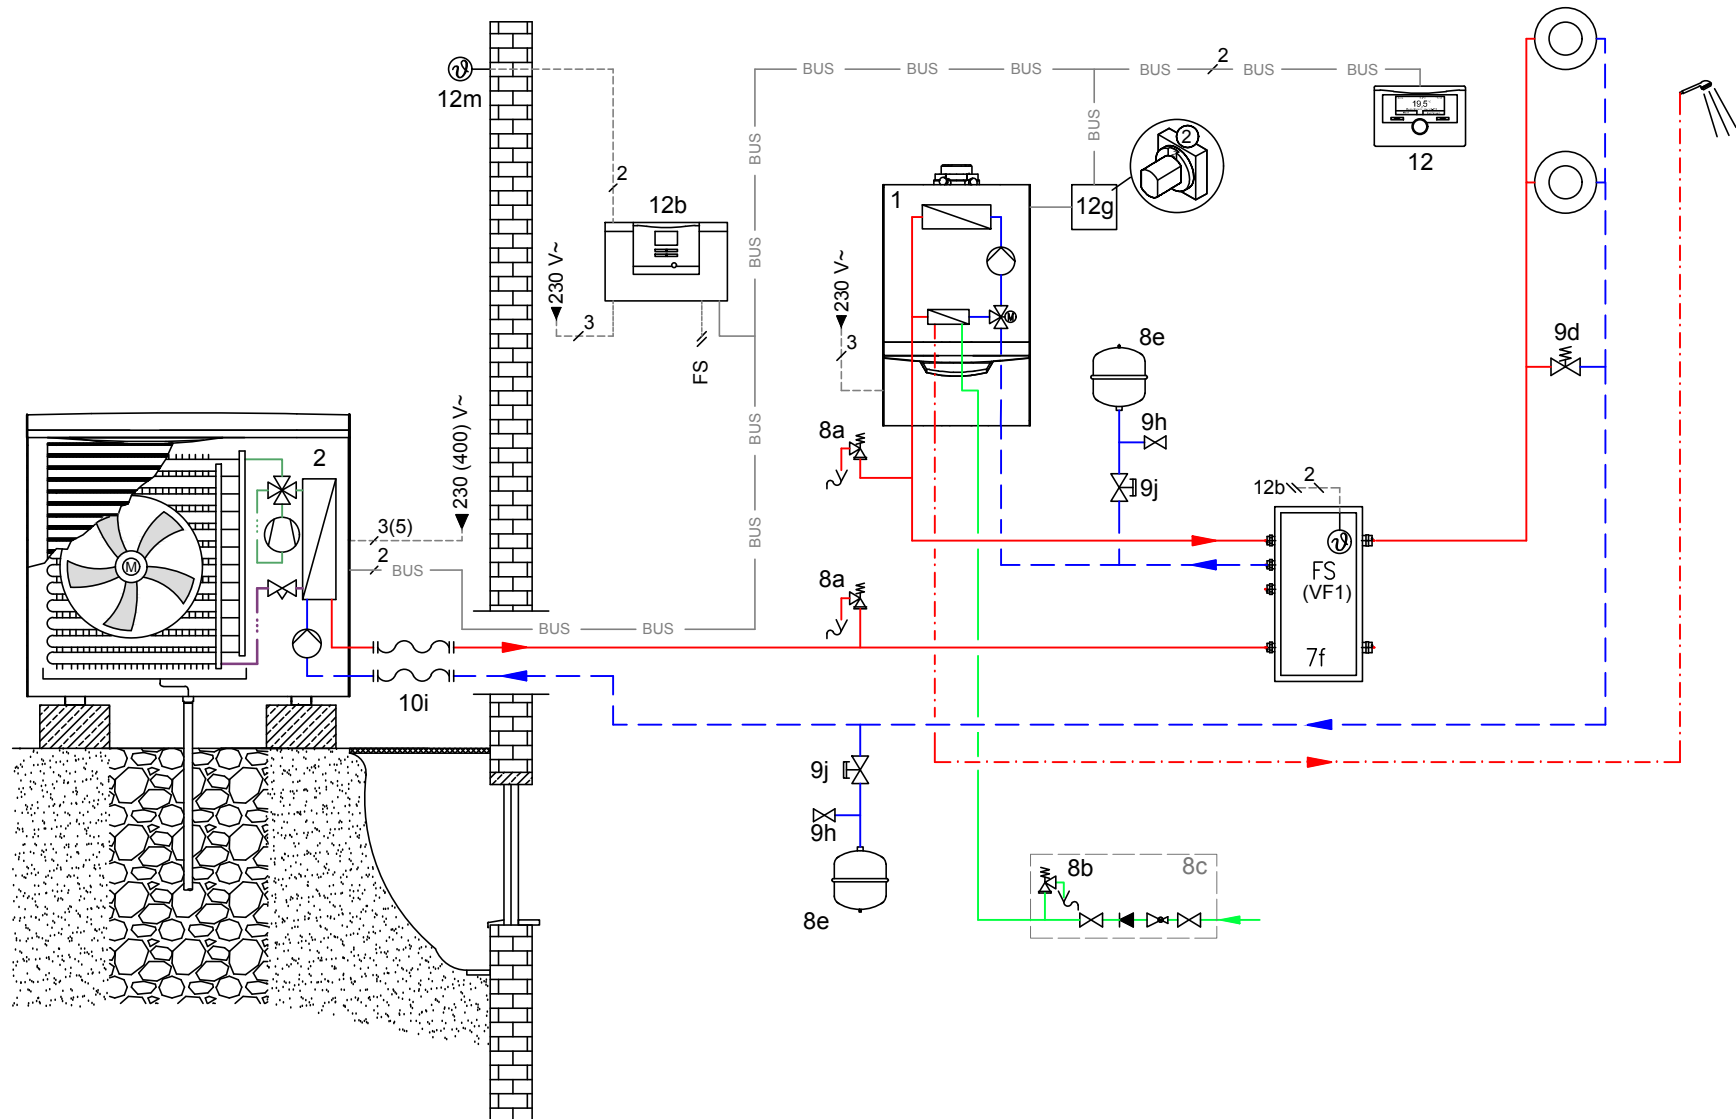 2
BUS BUS BUS BUS BUS BUS
12m
19,5
2
BUS
BUS
12
2
12b
1
12g
230 V~
BUS
230 V~
3
FS
M
3
8e
9d
BUS
8a
9h
230 (400) V~
2
9j
12b
2
3(5)
2
BUS
BUS
M
8a
FS
(VF1)
BUS BUS
7f
10i
9j
9h
8b
8c
8e